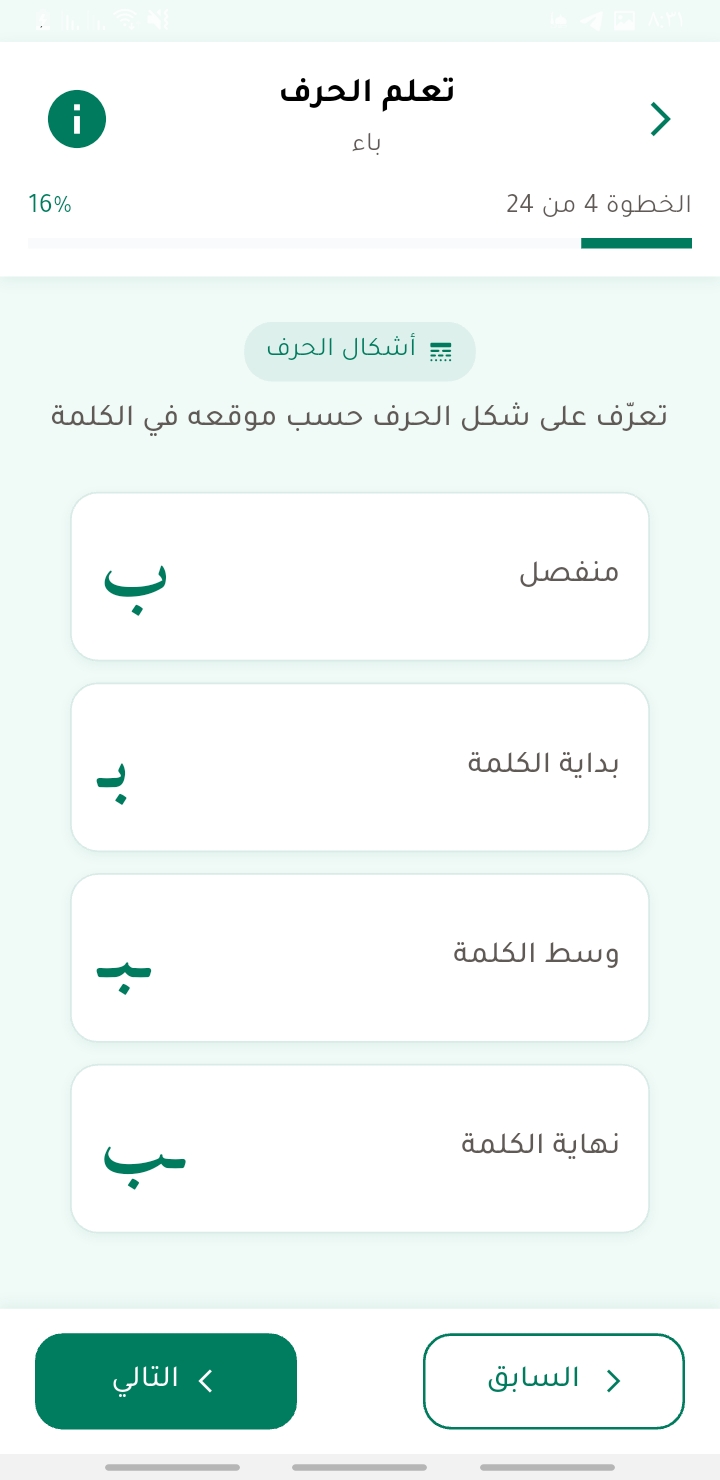 ٨:٢١
تعلم الحرف
باء
الخطوة 4 من 24
16%
أشكال الحرف
تعرّف على شكل الحرف حسب موقعه في الكلمة
منفصل
ب
بداية الكلمة
بـ
وسط الكلمة
ـبـ
نهاية الكلمة
ـب
السابق
التالي